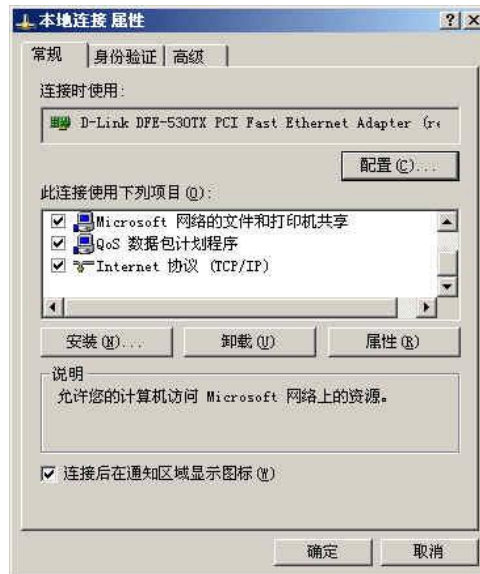 本地连接 属性
常规 身份验证 高级
连接时使用:
D-Link DFE-530TX PCI Fast Ethernet Adapter (re
配置(C)...
此连接使用下列项目(O):
Microsoft 网络的文件和打印机共享
QoS 数据包计划程序
Internet 协议 (TCP/IP)
安装(N)... 卸载(U) 属性(R)
说明
允许您的计算机访问 Microsoft 网络上的资源。
连接后在通知区域显示图标(W)
确定 取消